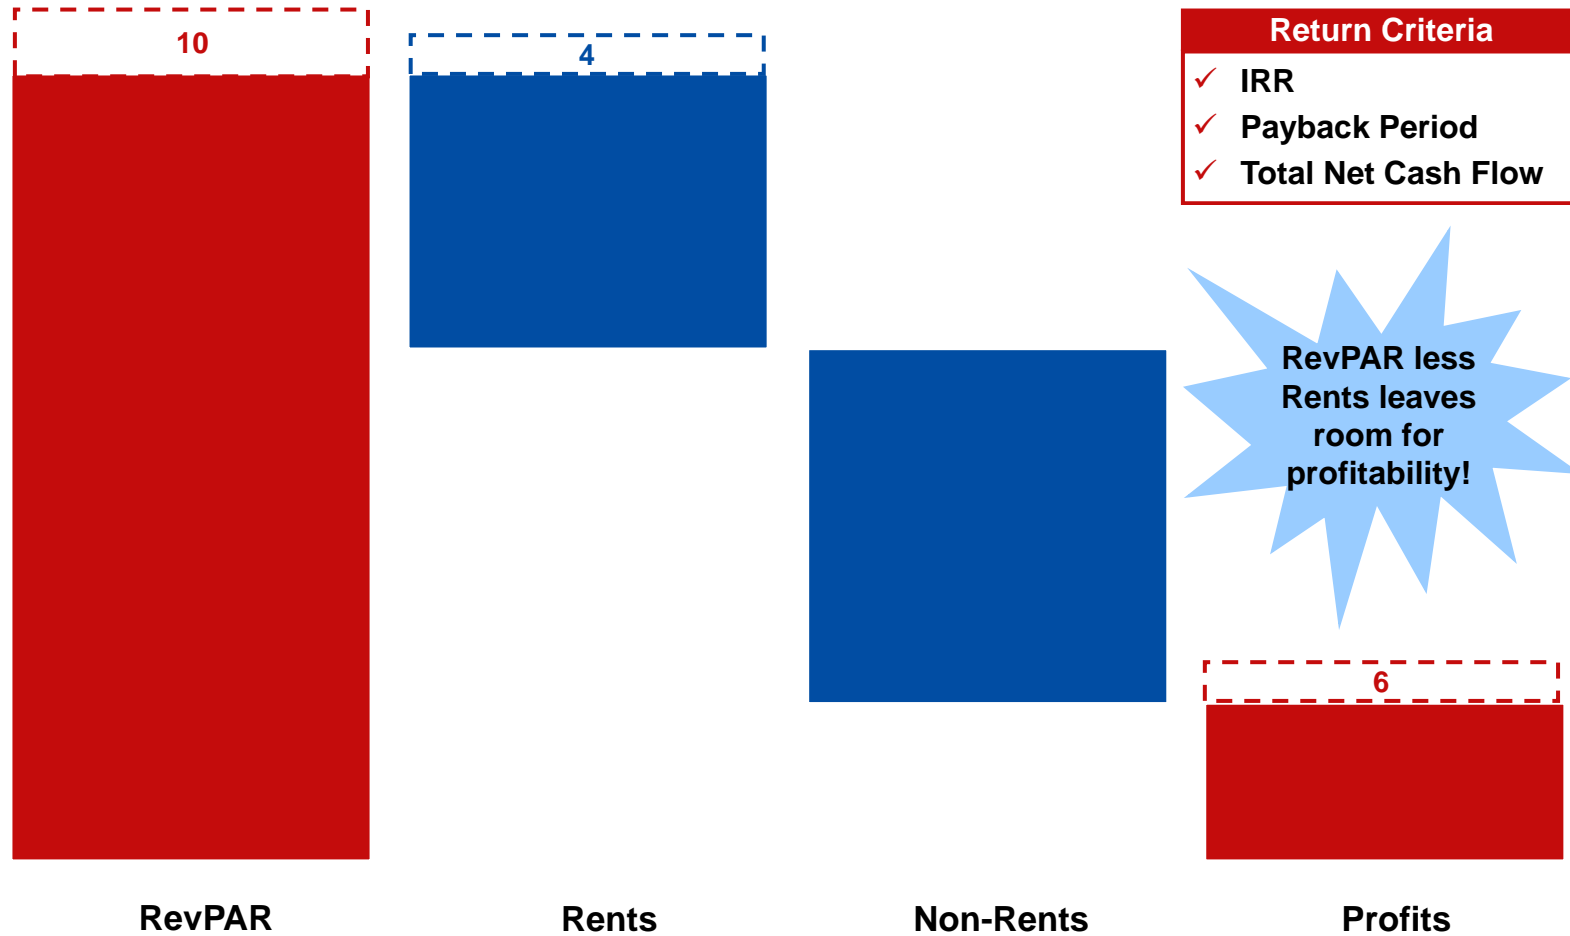 10
4
Return Criteria
✓ IRR
✓ Payback Period
✓ Total Net Cash Flow
RevPAR less
Rents leaves
room for
profitability!
6
RevPAR
Rents
Non-Rents
Profits